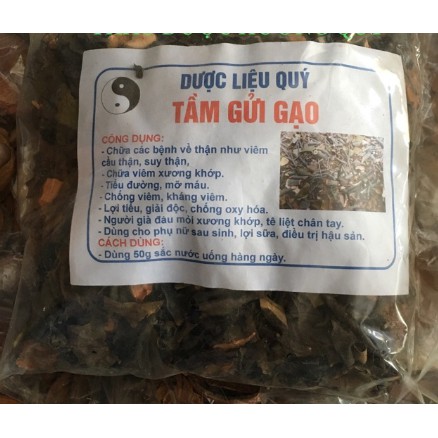 DƯỢC LIỆU QUÝ
TẦM GỬI GẠO
CÔNG DỤNG:
- Chữa các bệnh về thận như viêm
cầu thận, suy thận,
- Chữa viêm xương khớp.
- Tiểu đường, mỡ máu.
- Chống viêm, kháng viêm.
- Lợi tiểu, giải độc, chống oxy hóa.
- Người già đau mỏi xương khớp, tê liệt chân tay.
- Dùng cho phụ nữ sau sinh, lợi sữa, điều trị hậu sản.
CÁCH DÙNG:
- Dùng 50g sắc nước uống hàng ngày.